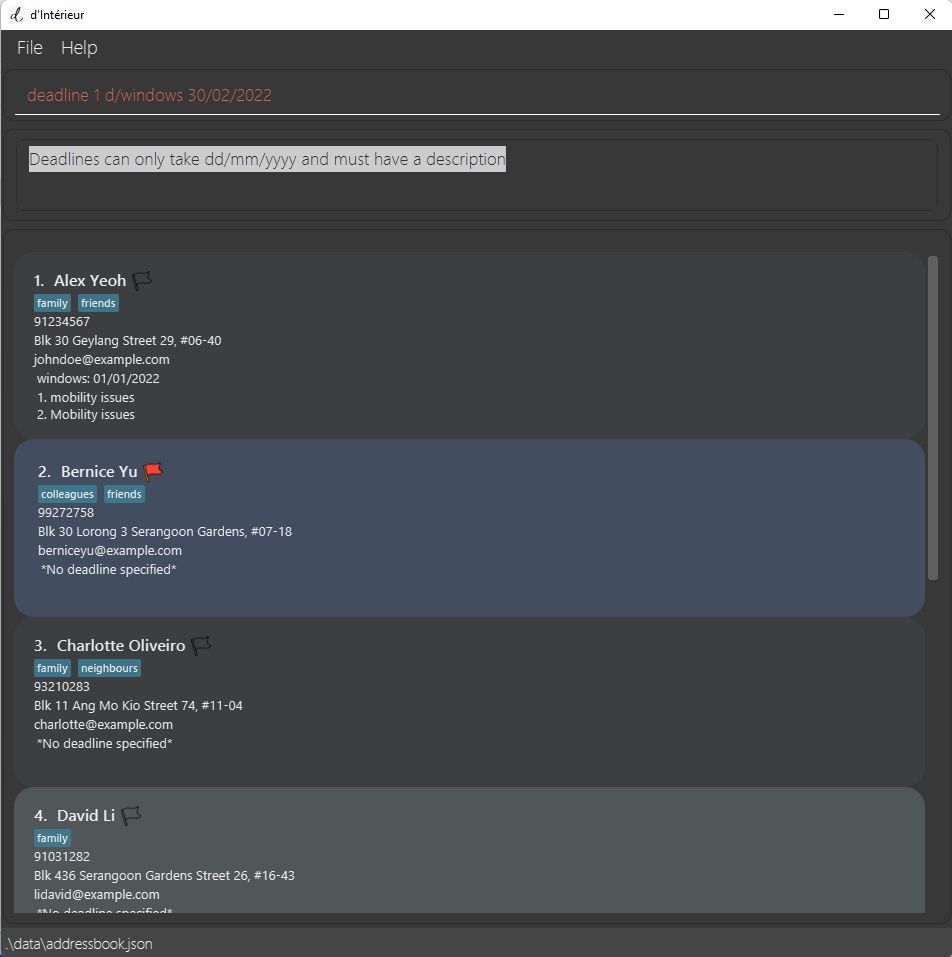 d'Intérieur
File Help
deadline 1 d/windows 30/02/2022
Deadlines can only take dd/mm/yyyy and must have a description
1. Alex Yeoh
family friends
91234567
Blk 30 Geylang Street 29, #06-40
johndoe@example.com
windows: 01/01/2022
1. mobility issues
2. Mobility issues
2. Bernice Yu
colleagues friends
99272758
Blk 30 Lorong 3 Serangoon Gardens, #07-18
berniceyu@example.com
*No deadline specified*
3. Charlotte Oliveiro
family neighbours
93210283
Blk 11 Ang Mo Kio Street 74, #11-04
charlotte@example.com
*No deadline specified*
4. David Li
family
91031282
Blk 436 Serangoon Gardens Street 26, #16-43
lidavid@example.com
*No deadline specified*
.\data\addressbook.json